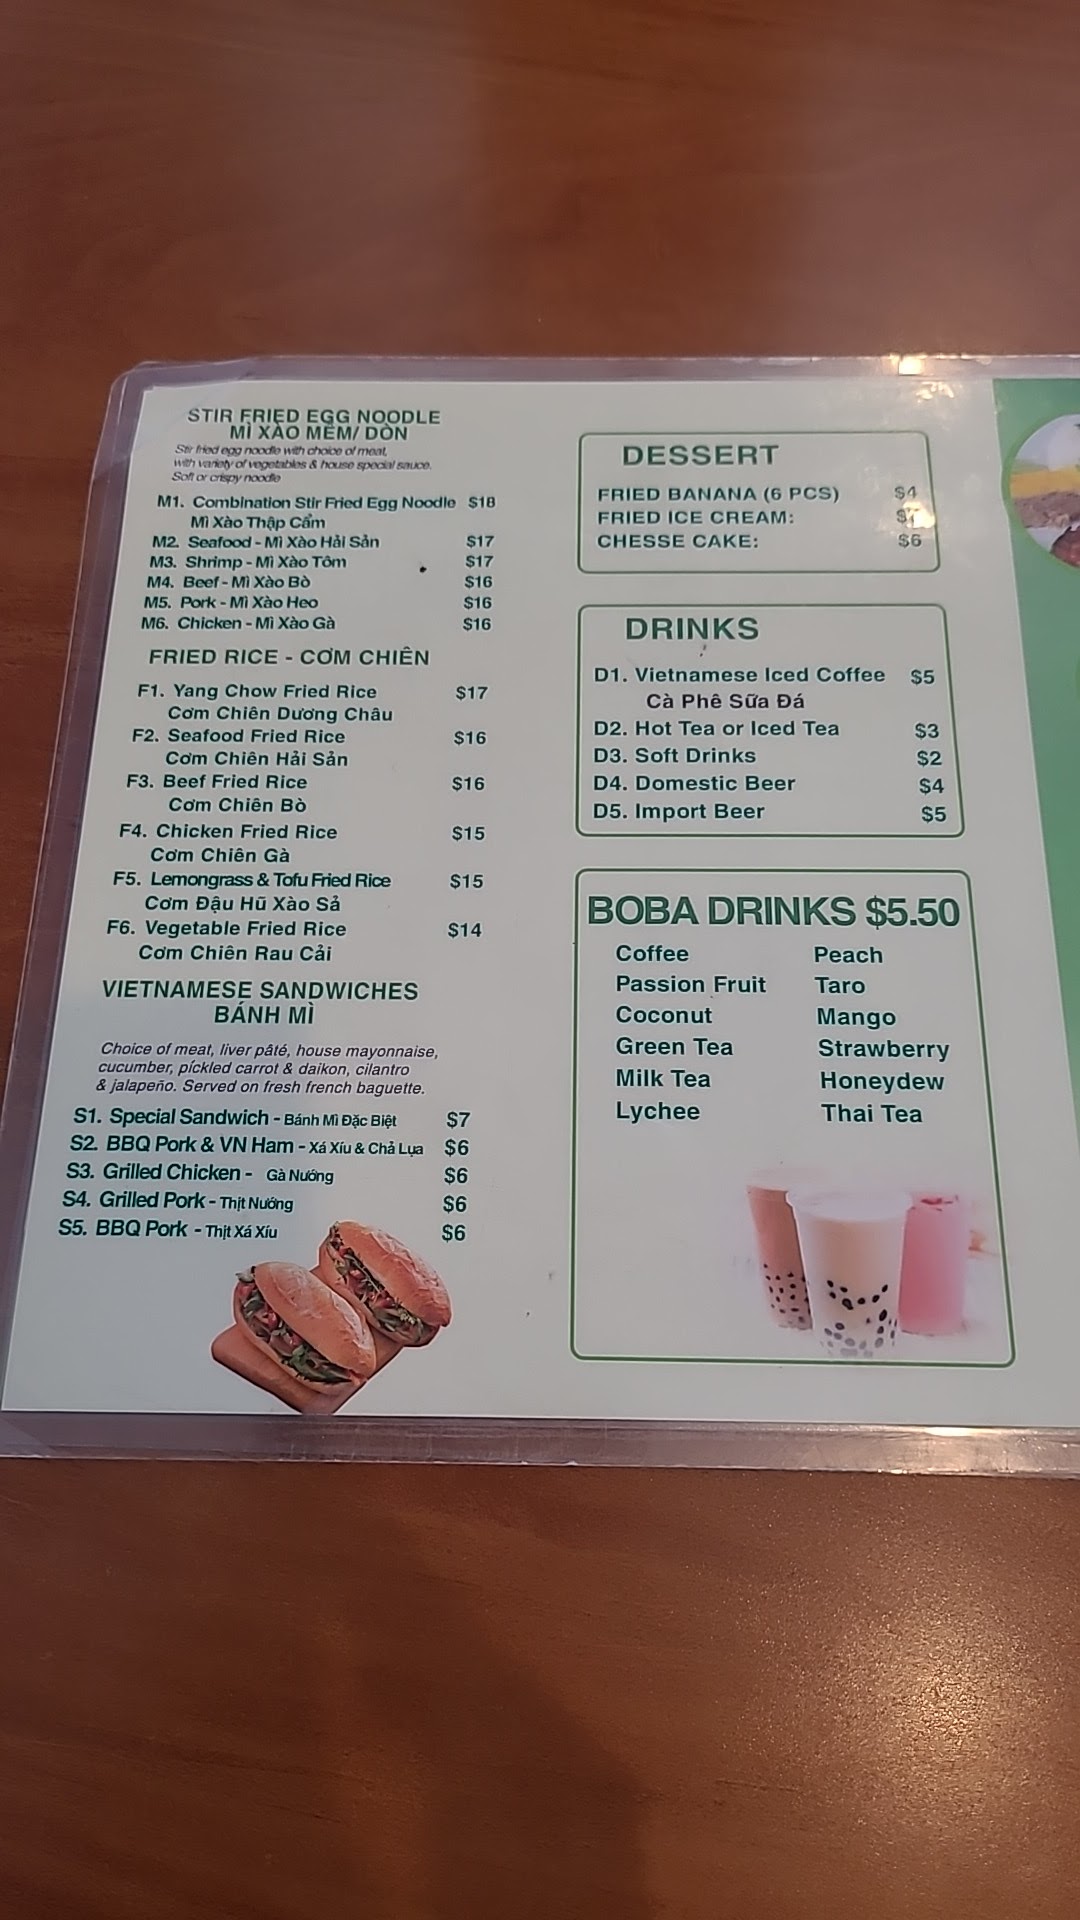 STIR FRIED EGG NOODLE
MÌ XÀO MỀM/ DÒN
Stir fried egg noodle with choice of meat,
with variety of vegetables & house special sauce.
Soft or crispy noodle
M1. Combination Stir Fried Egg Noodle $18
Mì Xào Thập Cẩm
M2. Seafood - Mì Xào Hải Sản $17
M3. Shrimp - Mì Xào Tôm $17
M4. Beef - Mì Xào Bò $16
M5. Pork - Mì Xào Heo $16
M6. Chicken - Mì Xào Gà $16
FRIED RICE - CƠM CHIÊN
F1. Yang Chow Fried Rice $17
Cơm Chiên Dương Châu
F2. Seafood Fried Rice $16
Cơm Chiên Hải Sản
F3. Beef Fried Rice $16
Cơm Chiên Bò
F4. Chicken Fried Rice $15
Cơm Chiên Gà
F5. Lemongrass & Tofu Fried Rice $15
Cơm Đậu Hũ Xào Sả
F6. Vegetable Fried Rice $14
Cơm Chiên Rau Cải
VIETNAMESE SANDWICHES
BÁNH MÌ
Choice of meat, liver pâté, house mayonnaise,
cucumber, pickled carrot & daikon, cilantro
& jalapeño. Served on fresh french baguette.
S1. Special Sandwich - Bánh Mì Đặc Biệt $7
S2. BBQ Pork & VN Ham - Xá Xíu & Chả Lụa $6
S3. Grilled Chicken - Gà Nướng $6
S4. Grilled Pork - Thịt Nướng $6
S5. BBQ Pork - Thịt Xá Xíu $6
DESSERT
FRIED BANANA (6 PCS) $4
FRIED ICE CREAM:
CHESSE CAKE: $6
DRINKS
D1. Vietnamese Iced Coffee $5
Cà Phê Sữa Đá
D2. Hot Tea or Iced Tea $3
D3. Soft Drinks $2
D4. Domestic Beer $4
D5. Import Beer $5
BOBA DRINKS $5.50
Coffee Peach
Passion Fruit Taro
Coconut Mango
Green Tea Strawberry
Milk Tea Honeydew
Lychee Thai Tea